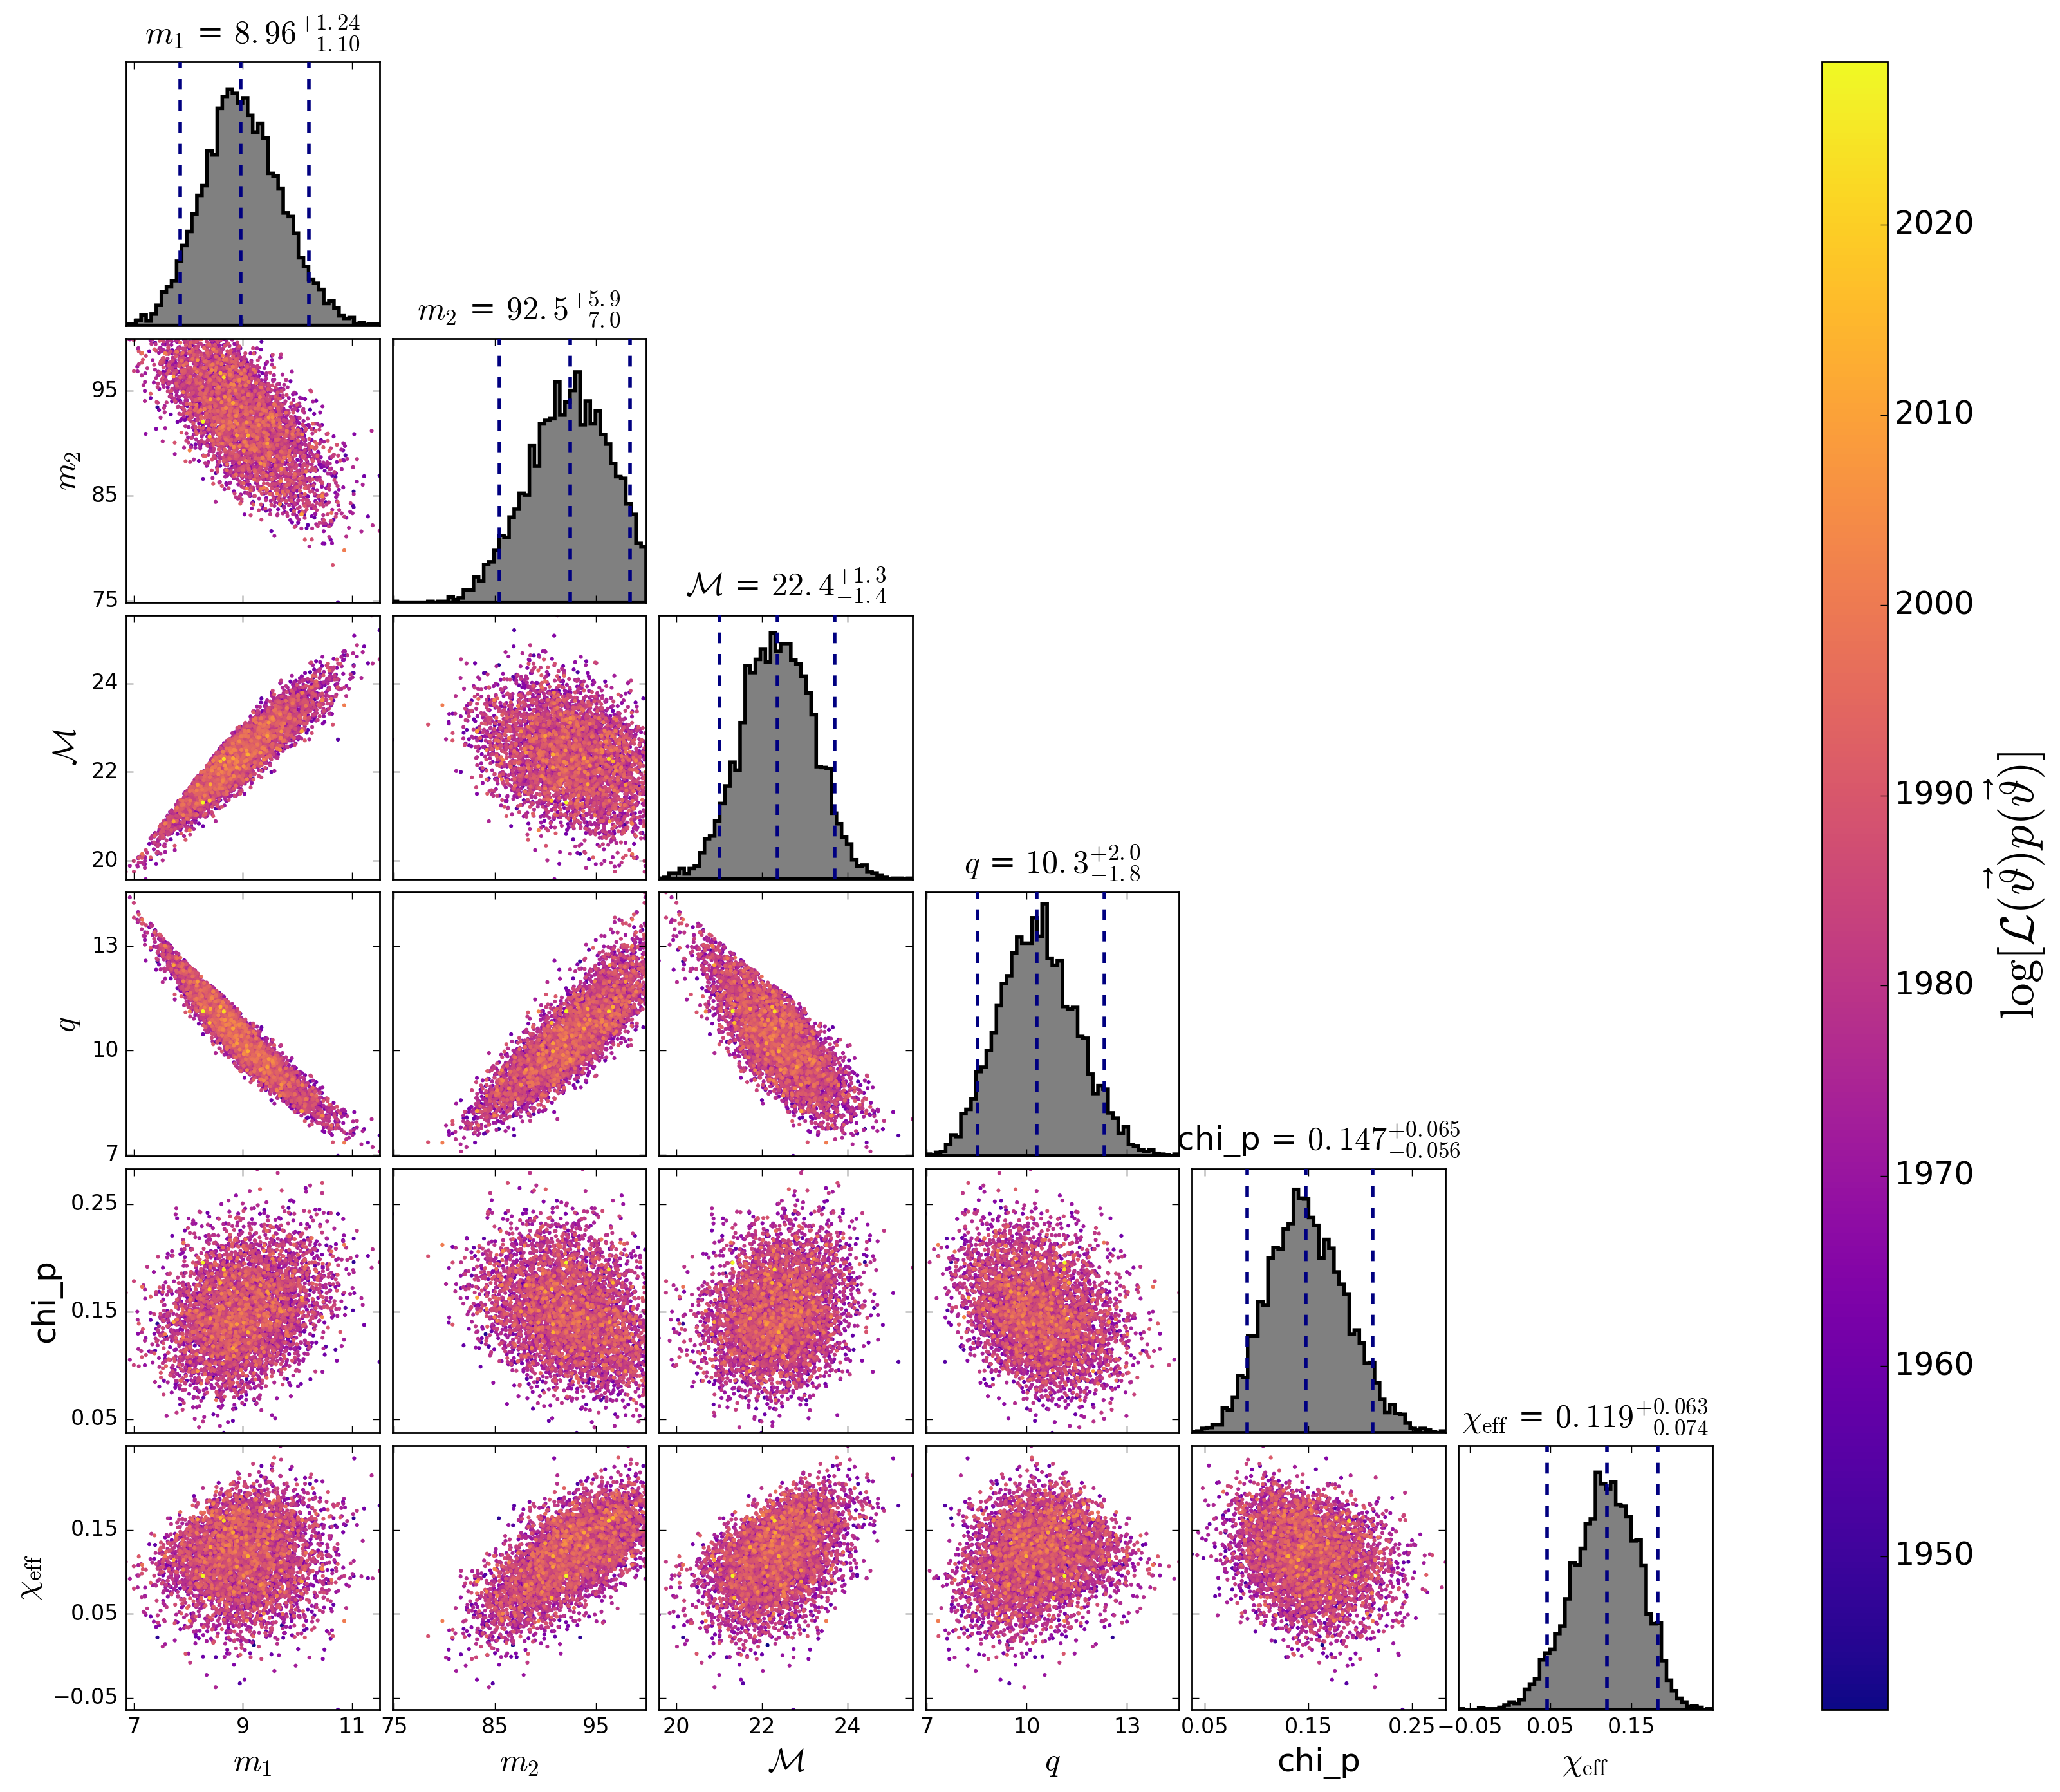 m₁ = 8.96 +1.24 −1.10
m₂ = 92.5 +5.9 −7.0
ℳ = 22.4 +1.3 −1.4
q = 10.3 +2.0 −1.8
chi_p = 0.147 +0.065 −0.056
χeff = 0.119 +0.063 −0.074
m₂
95
85
75
ℳ
24
22
20
q
13
10
7
chi_p
0.25
0.15
0.05
χeff
0.15
0.05
−0.05
7 9 11
75 85 95
20 22 24
7 10 13
0.05 0.15 0.25
−0.05 0.05 0.15
m₁
m₂
ℳ
q
chi_p
χeff
2020
2010
2000
1990
1980
1970
1960
1950
log[ℒ(ϑ⃗)p(ϑ⃗)]